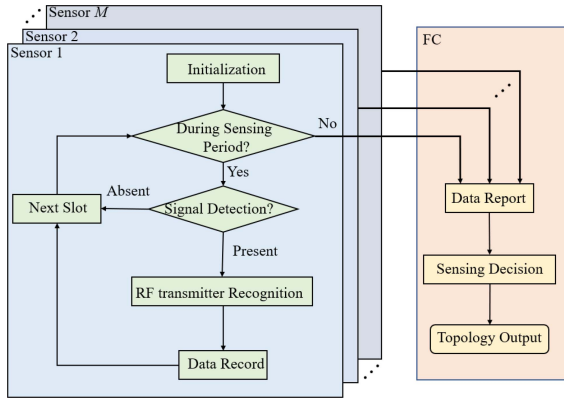 Sensor M
Sensor 2
Sensor 1
FC
Initialization
During Sensing
Period?
No
Yes
Absent
Next Slot
Signal Detection?
Present
RF transmitter Recognition
Data Record
Data Report
Sensing Decision
Topology Output